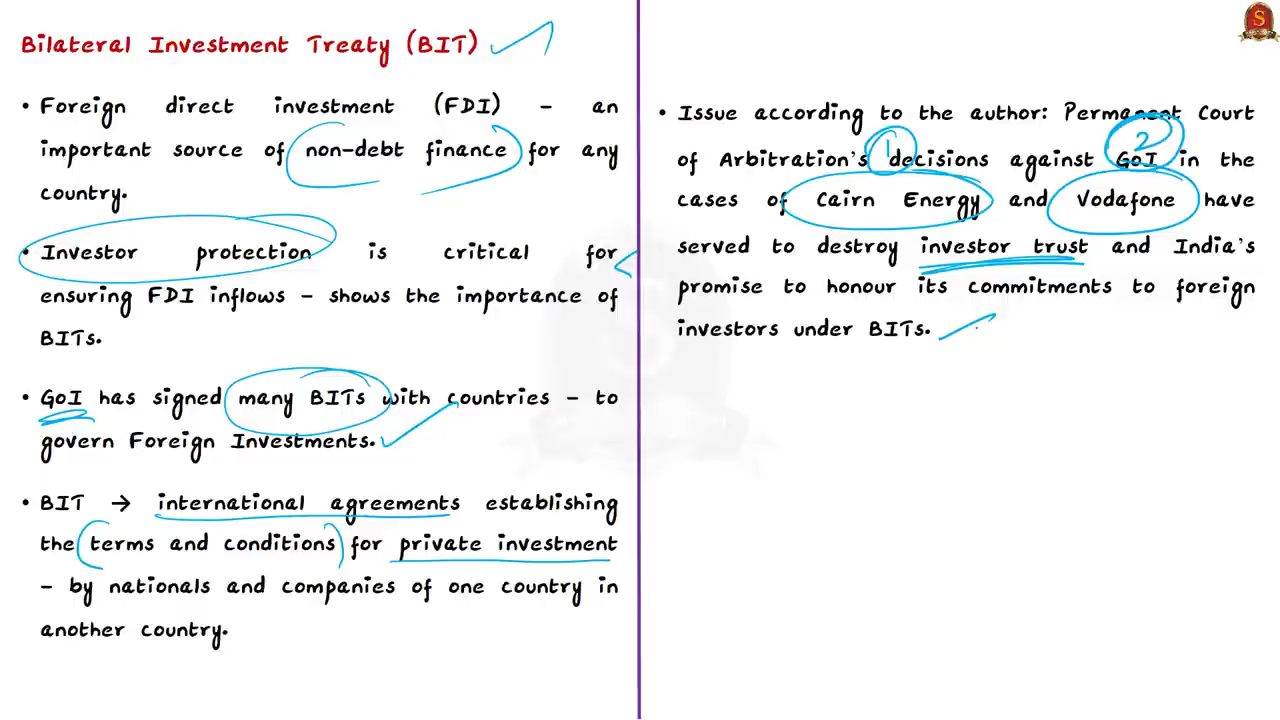 Bilateral Investment Treaty (BIT)
• Foreign direct investment (FDI) – an
important source of non-debt finance for any
country.
• Investor protection is critical for
ensuring FDI inflows – shows the importance of
BITs.
• GoI has signed many BITs with countries – to
govern Foreign Investments.
• BIT → international agreements establishing
the terms and conditions for private investment
– by nationals and companies of one country in
another country.
• Issue according to the author: Permanent Court
of Arbitration's decisions against GoI in the
cases of Cairn Energy and Vodafone have
served to destroy investor trust and India's
promise to honour its commitments to foreign
investors under BITs.
1
2
S